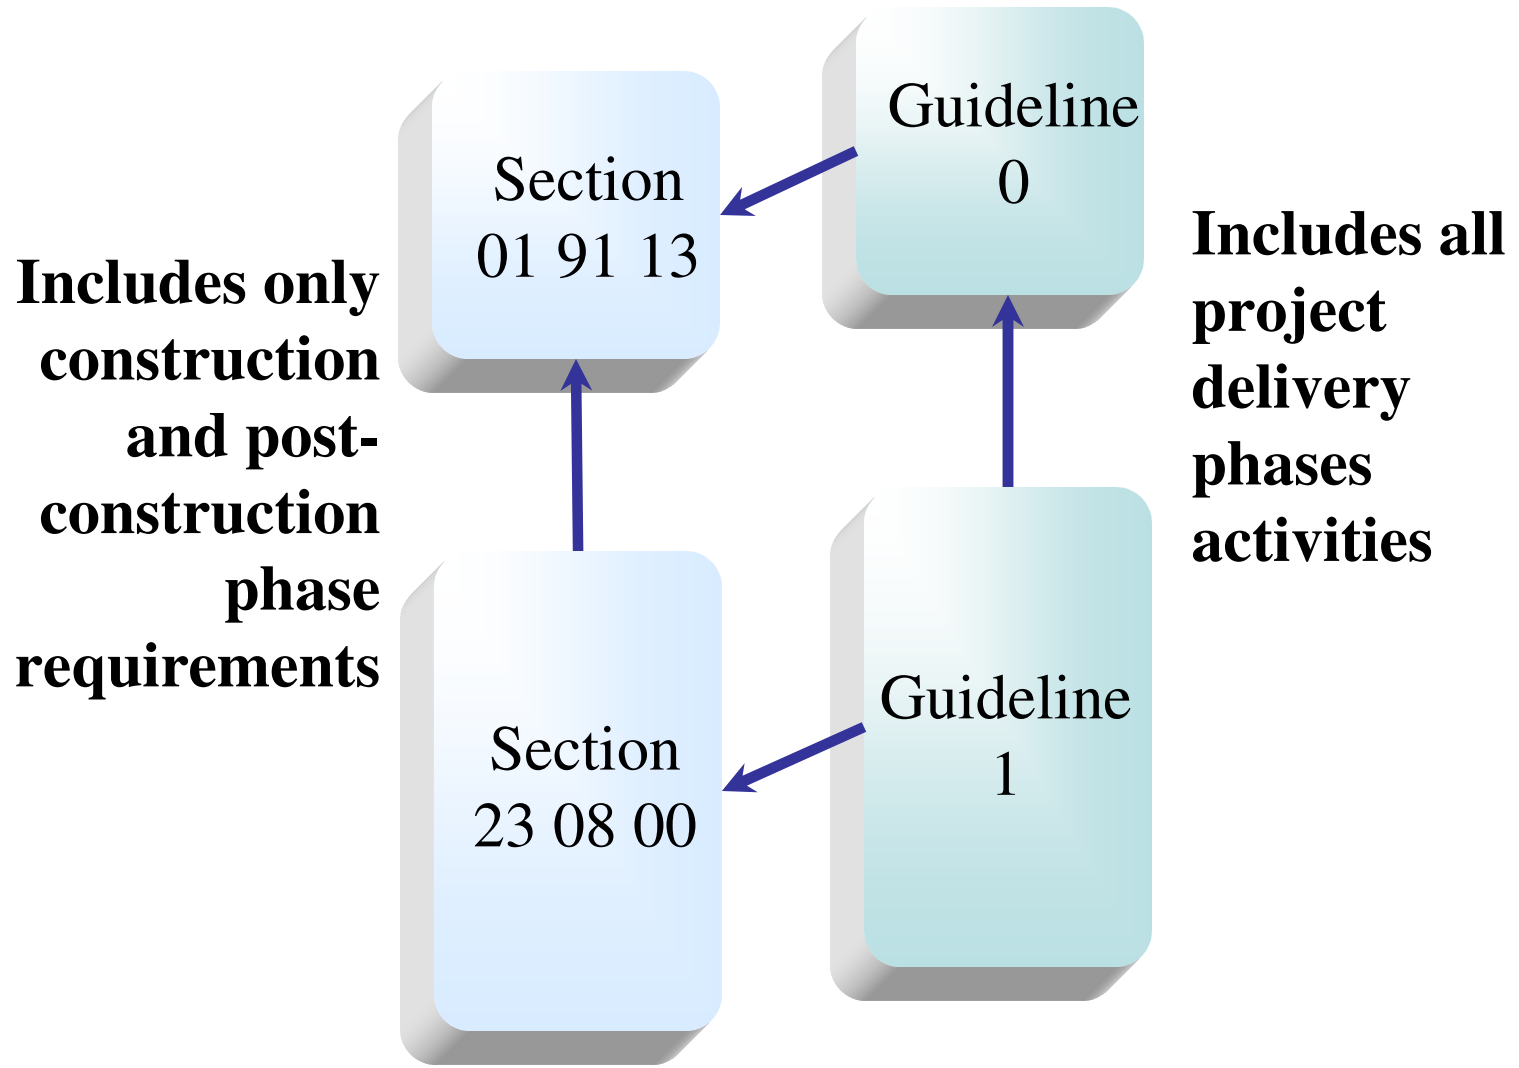 Guideline
0
Section
01 91 13
Includes all
project
delivery
phases
activities
Includes only
construction
and post-
construction
phase
requirements
Guideline
1
Section
23 08 00